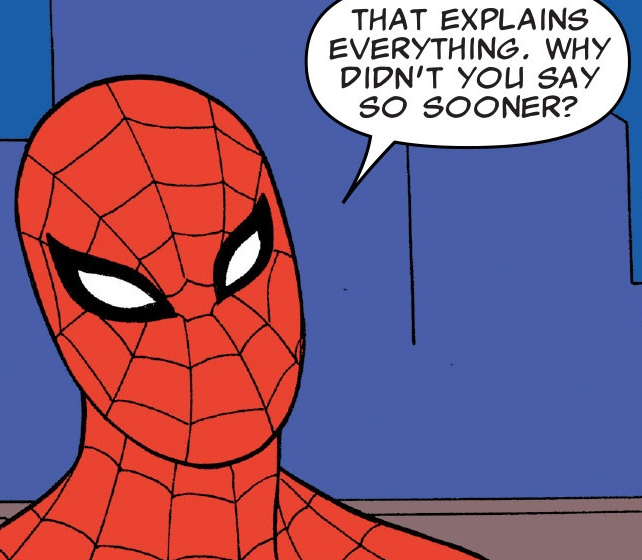 THAT EXPLAINS
EVERYTHING. WHY
DIDN'T YOU SAY
SO SOONER?